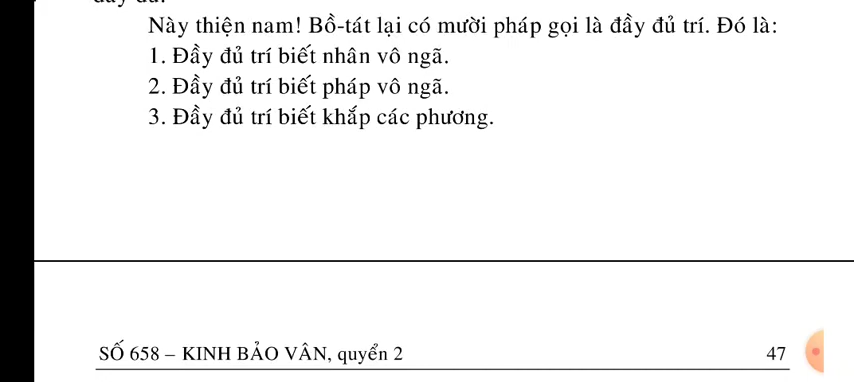 Này thiện nam! Bồ-tát lại có mười pháp gọi là đầy đủ trí. Đó là:
1. Đầy đủ trí biết nhân vô ngã.
2. Đầy đủ trí biết pháp vô ngã.
3. Đầy đủ trí biết khắp các phương.
SỐ 658 – KINH BẢO VÂN, quyển 2 47